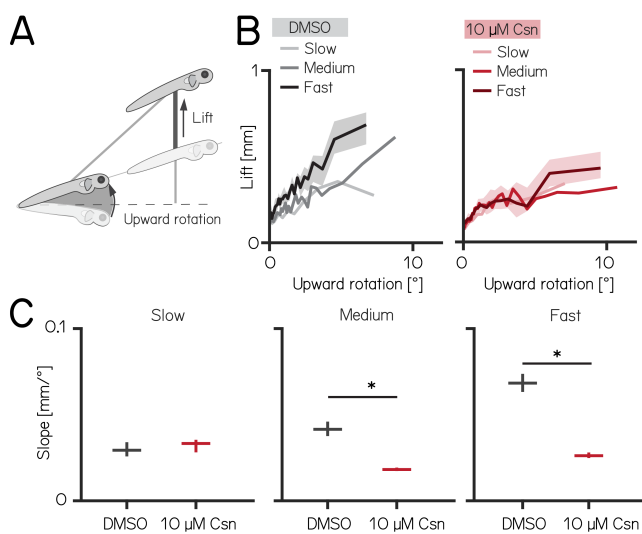 A
Lift
Upward rotation
B
DMSO
Slow
Medium
Fast
1
Lift [mm]
0
0
10
Upward rotation [°]
10 µM Csn
Slow
Medium
Fast
0
10
Upward rotation [°]
C
Slow
Medium
Fast
0.1
Slope [mm/°]
0
*
*
DMSO
10 µM Csn
DMSO
10 µM Csn
DMSO
10 µM Csn